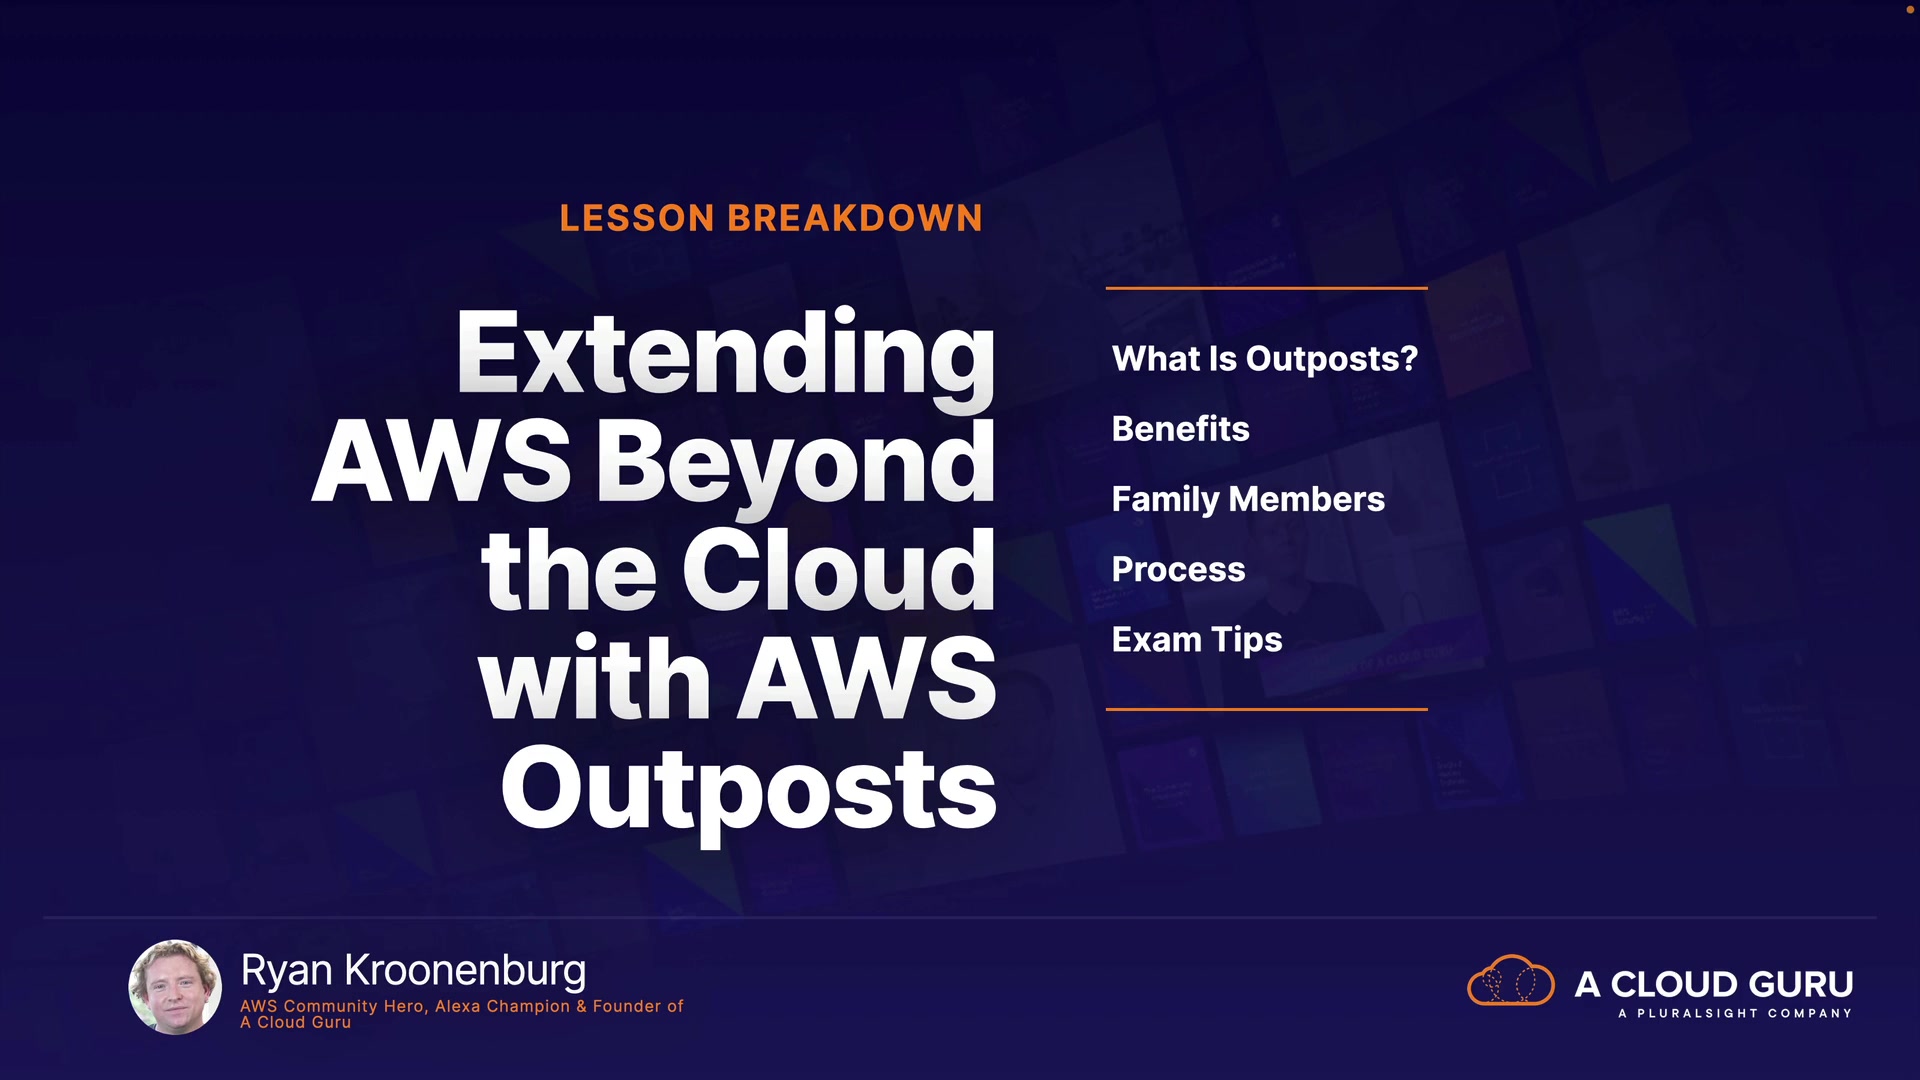 LESSON BREAKDOWN
Extending
AWS Beyond
the Cloud
with AWS
Outposts
What Is Outposts?
Benefits
Family Members
Process
Exam Tips
Ryan Kroonenburg
AWS Community Hero, Alexa Champion & Founder of
A Cloud Guru
A CLOUD GURU
A PLURALSIGHT COMPANY